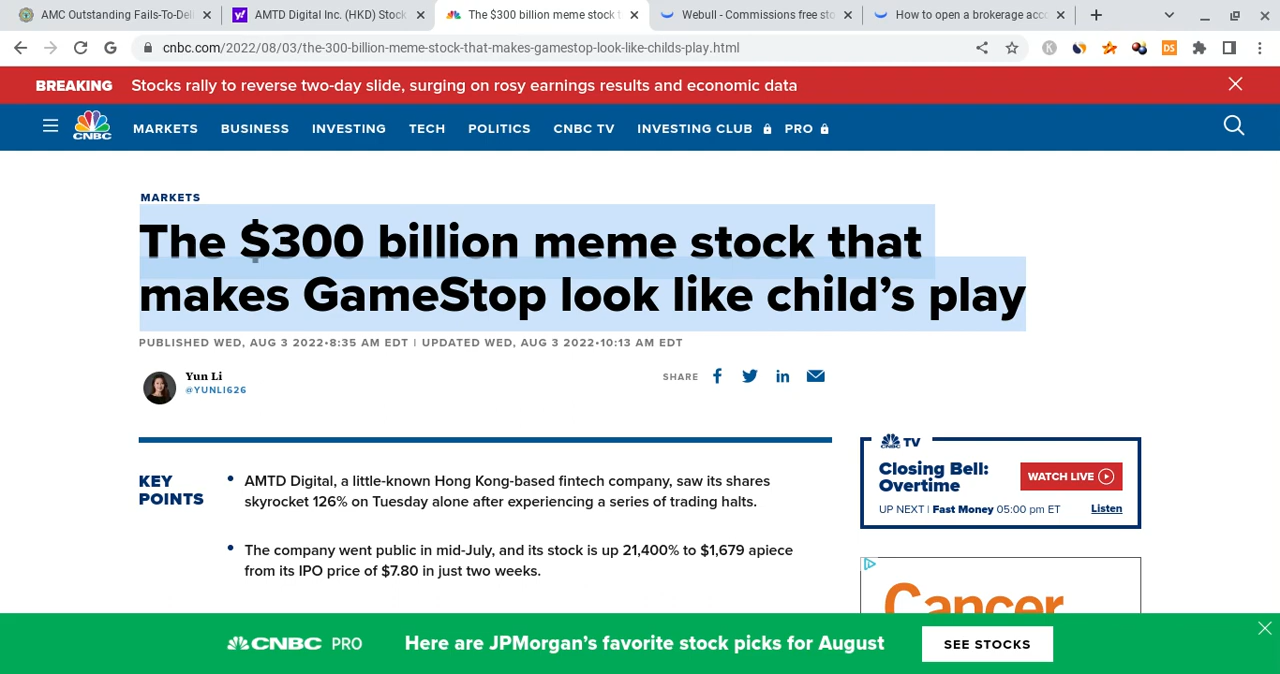 AMC Outstanding Fails-To-Deli
AMTD Digital Inc. (HKD) Stock
The $300 billion meme stock t
Webull - Commissions free sto
How to open a brokerage acco
cnbc.com/2022/08/03/the-300-billion-meme-stock-that-makes-gamestop-look-like-childs-play.html
K
DS
BREAKING Stocks rally to reverse two-day slide, surging on rosy earnings results and economic data
CNBC
MARKETS BUSINESS INVESTING TECH POLITICS CNBC TV INVESTING CLUB PRO
MARKETS
The $300 billion meme stock that
makes GameStop look like child’s play
PUBLISHED WED, AUG 3 2022•8:35 AM EDT | UPDATED WED, AUG 3 2022•10:13 AM EDT
Yun Li
@YUNLI626
SHARE
KEY
POINTS
AMTD Digital, a little-known Hong Kong-based fintech company, saw its shares
skyrocket 126% on Tuesday alone after experiencing a series of trading halts.
The company went public in mid-July, and its stock is up 21,400% to $1,679 apiece
from its IPO price of $7.80 in just two weeks.
CNBC TV
Closing Bell:
Overtime
WATCH LIVE
UP NEXT | Fast Money 05:00 pm ET
Listen
Cancer
CNBC PRO
Here are JPMorgan’s favorite stock picks for August
SEE STOCKS